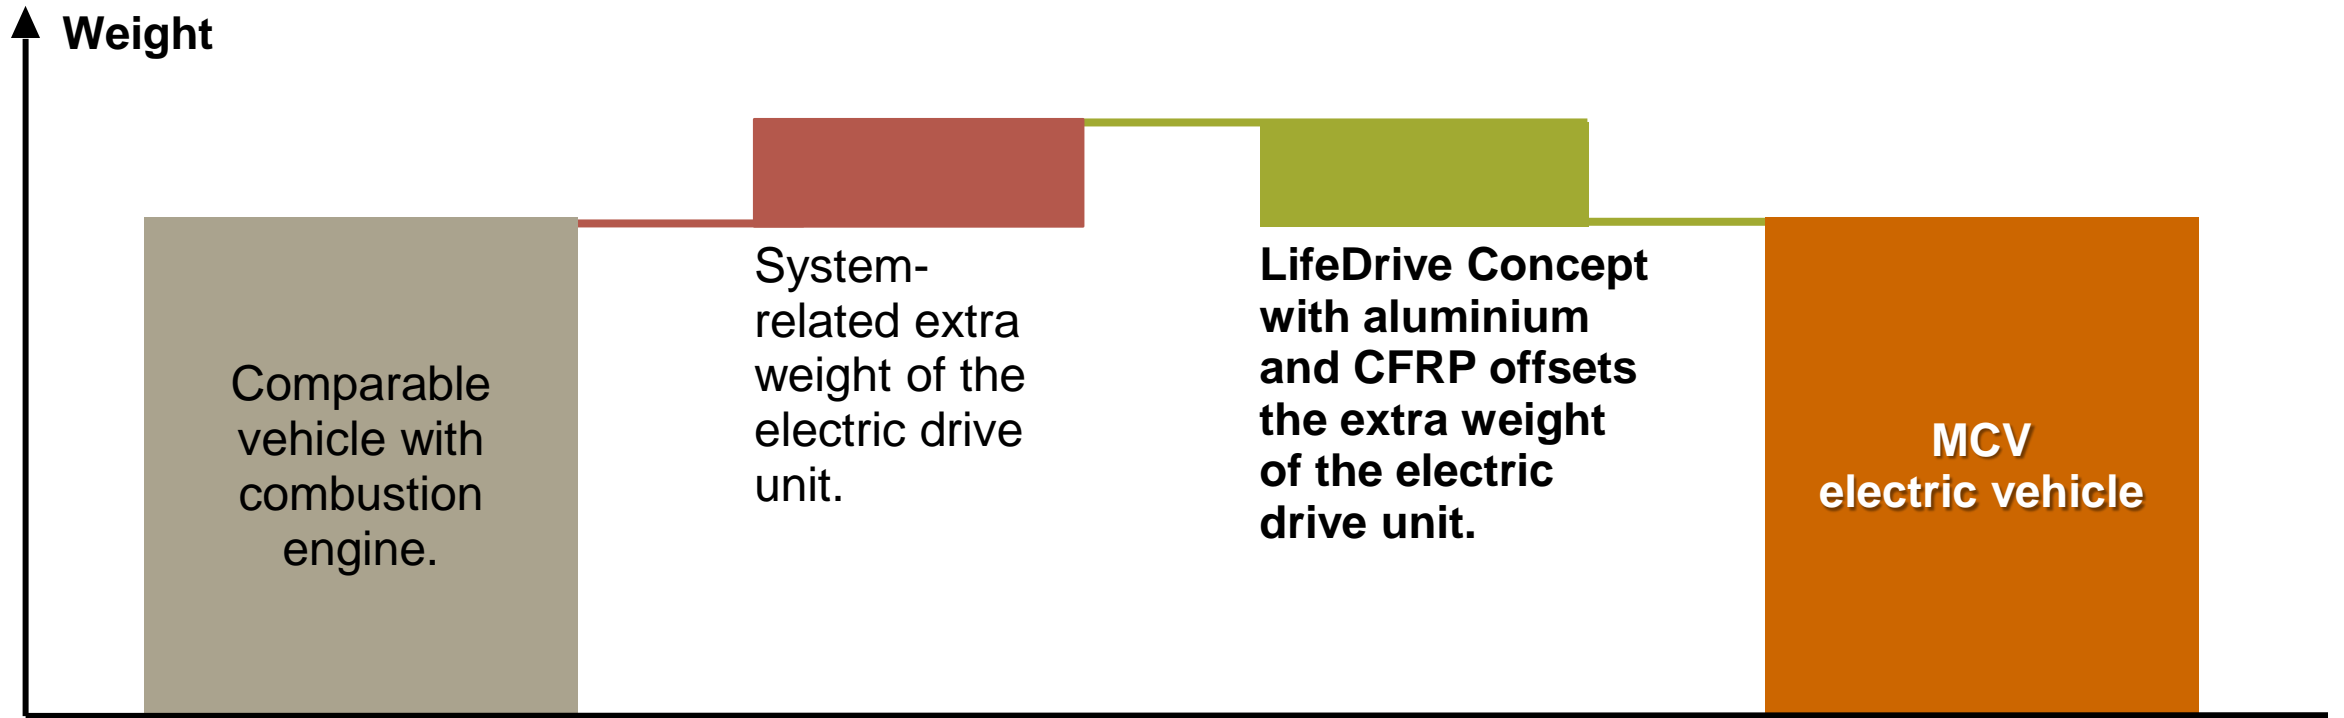 Weight
Comparable
vehicle with
combustion
engine.
System-
related extra
weight of the
electric drive
unit.
LifeDrive Concept
with aluminium
and CFRP offsets
the extra weight
of the electric
drive unit.
MCV
electric vehicle